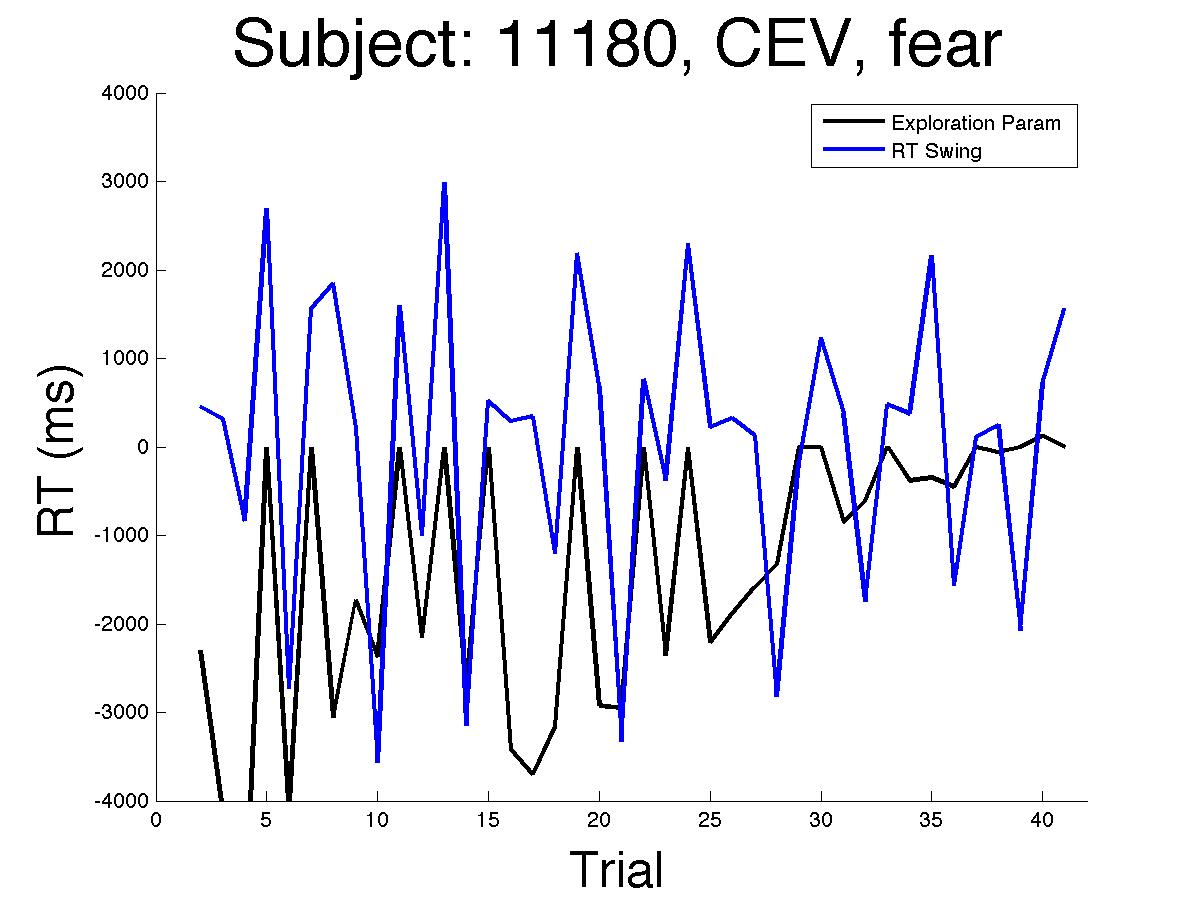 Subject: 11180, CEV, fear
4000
3000
2000
1000
0
-1000
-2000
-3000
-4000
RT (ms)
Exploration Param
RT Swing
0 5 10 15 20 25 30 35 40
Trial